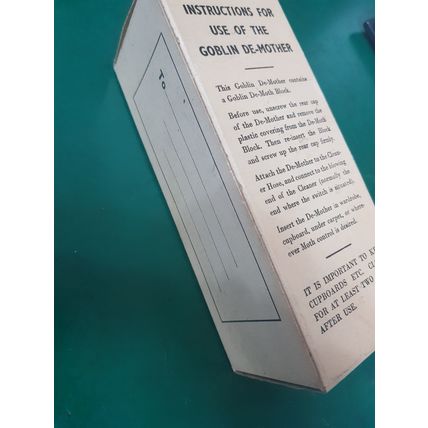 INSTRUCTIONS FOR
USE OF THE
GOBLIN DE-MOTHER
This Goblin De-Mother contains
a Goblin De-Moth Block.
Before use, unscrew the rear cap
of the De-Mother and remove the
plastic covering from the De-Moth
Block. Then re-insert the Block
and screw up the rear cap firmly.
Attach the De-Mother to the Clean-
er Hose, and connect to the blowing
end of the Cleaner (normally the
end where the switch is situated).
Insert the De-Mother in wardrobe,
cupboard, under carpet, or where-
ever Moth control is desired.
IT IS IMPORTANT TO
CUPBOARDS ETC.
FOR AT LEAST TWO
AFTER USE.
To